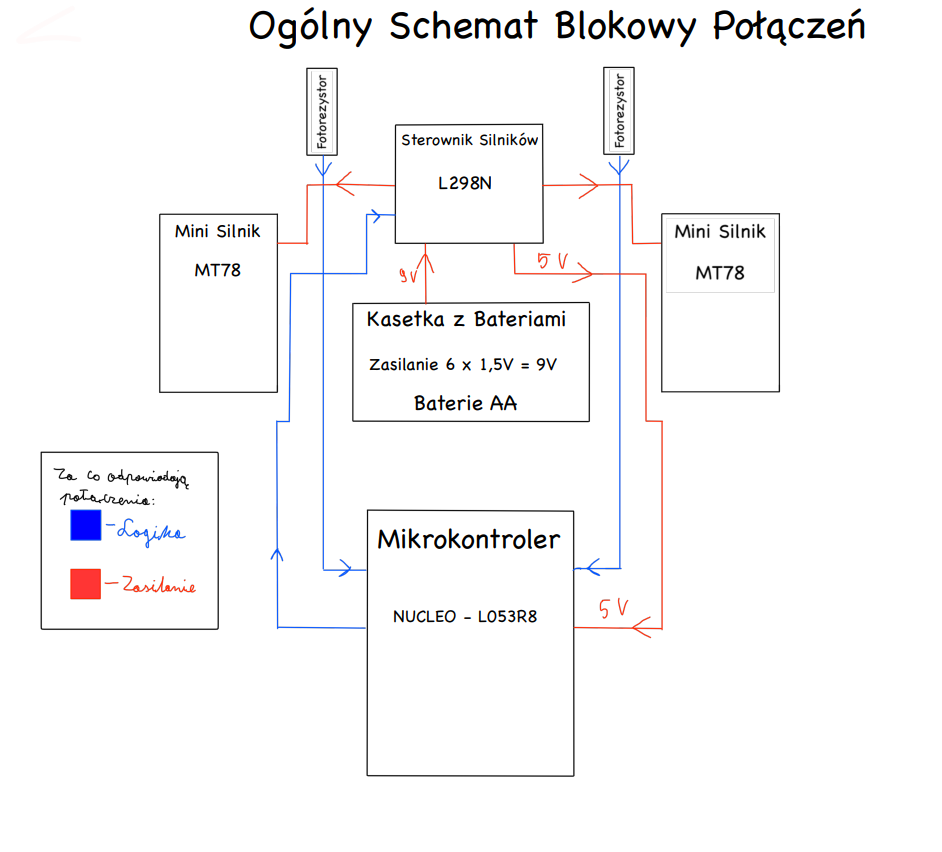 Ogólny Schemat Blokowy Połączeń
Fotorezystor
Fotorezystor
Sterownik Silników
L298N
Mini Silnik
MT78
Mini Silnik
MT78
9V
5V
Kasetka z Bateriami
Zasilanie 6 x 1,5V = 9V
Baterie AA
Za co odpowiadają
połączenia:
-Logika
-Zasilanie
Mikrokontroler
NUCLEO - L053R8
5V